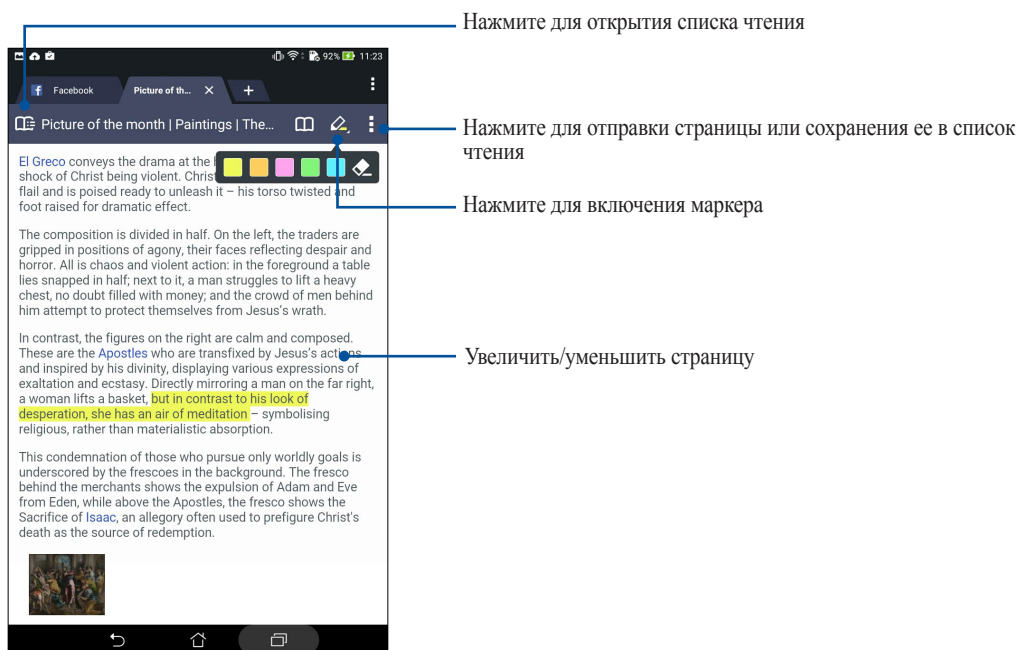 Нажмите для открытия списка чтения
92% 11:23
Facebook
Picture of th...
Picture of the month | Paintings | The...
Нажмите для отправки страницы или сохранения ее в список
чтения
El Greco conveys the drama at the
shock of Christ being violent. Christ
flail and is poised ready to unleash it – his torso twisted and
foot raised for dramatic effect.
Нажмите для включения маркера
The composition is divided in half. On the left, the traders are
gripped in positions of agony, their faces reflecting despair and
horror. All is chaos and violent action: in the foreground a table
lies snapped in half; next to it, a man struggles to lift a heavy
chest, no doubt filled with money; and the crowd of men behind
him attempt to protect themselves from Jesus's wrath.
In contrast, the figures on the right are calm and composed.
These are the Apostles who are transfixed by Jesus's actions
and inspired by his divinity, displaying various expressions of
exaltation and ecstasy. Directly mirroring a man on the far right,
a woman lifts a basket, but in contrast to his look of
desperation, she has an air of meditation – symbolising
religious, rather than materialistic absorption.
Увеличить/уменьшить страницу
This condemnation of those who pursue only worldly goals is
underscored by the frescoes in the background. The fresco
behind the merchants shows the expulsion of Adam and Eve
from Eden, while above the Apostles, the fresco shows the
Sacrifice of Isaac, an allegory often used to prefigure Christ's
death as the source of redemption.